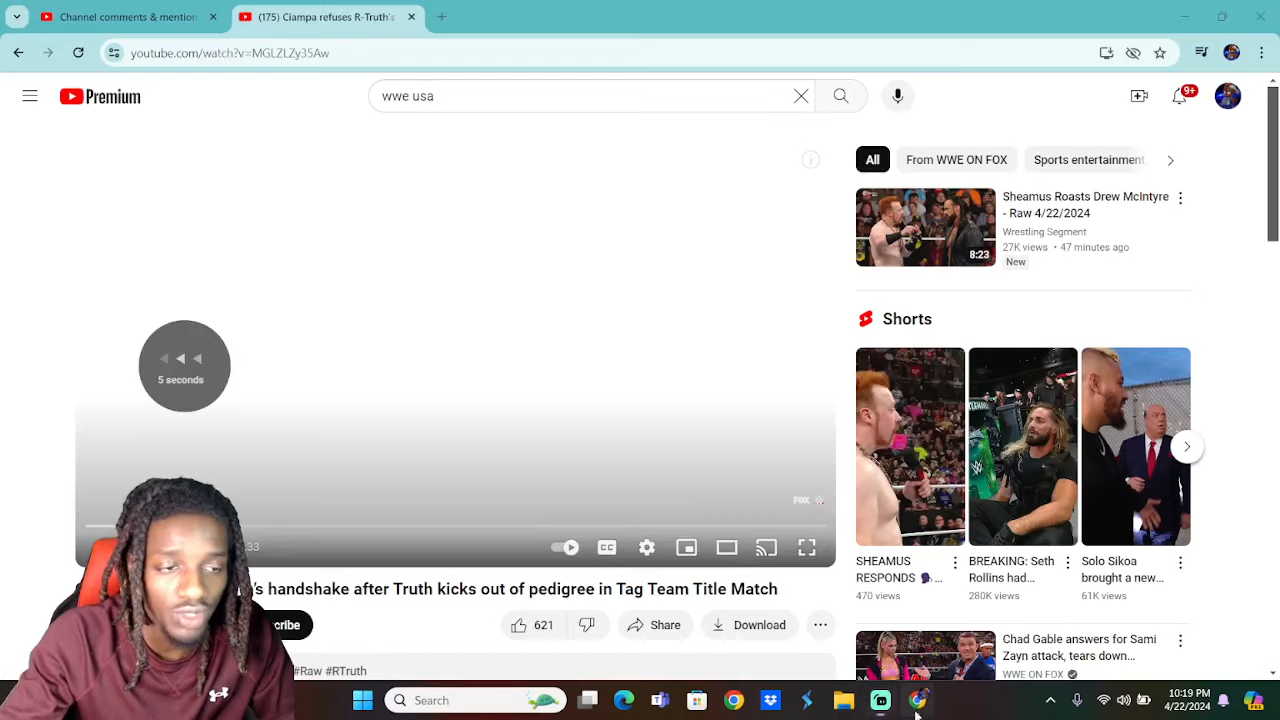 Channel comments & mention
(175) Ciampa refuses R-Truth's
youtube.com/watch?v=MGLZLZy35Aw
Premium
wwe usa
9+
All
From WWE ON FOX
Sports entertainment
Sheamus Roasts Drew McIntyre
- Raw 4/22/2024
Wrestling Segment
27K views • 47 minutes ago
New
8:23
Shorts
5 seconds
FOX
:33
CC
SHEAMUS
RESPONDS 🗣️ ...
470 views
BREAKING: Seth
Rollins had...
280K views
Solo Sikoa
brought a new...
61K views
's handshake after Truth kicks out of pedigree in Tag Team Title Match
cribe
621
Share
Download
#Raw #RTruth
Chad Gable answers for Sami
Zayn attack, tears down...
WWE ON FOX
Search
10:19 PM
4/22/2024